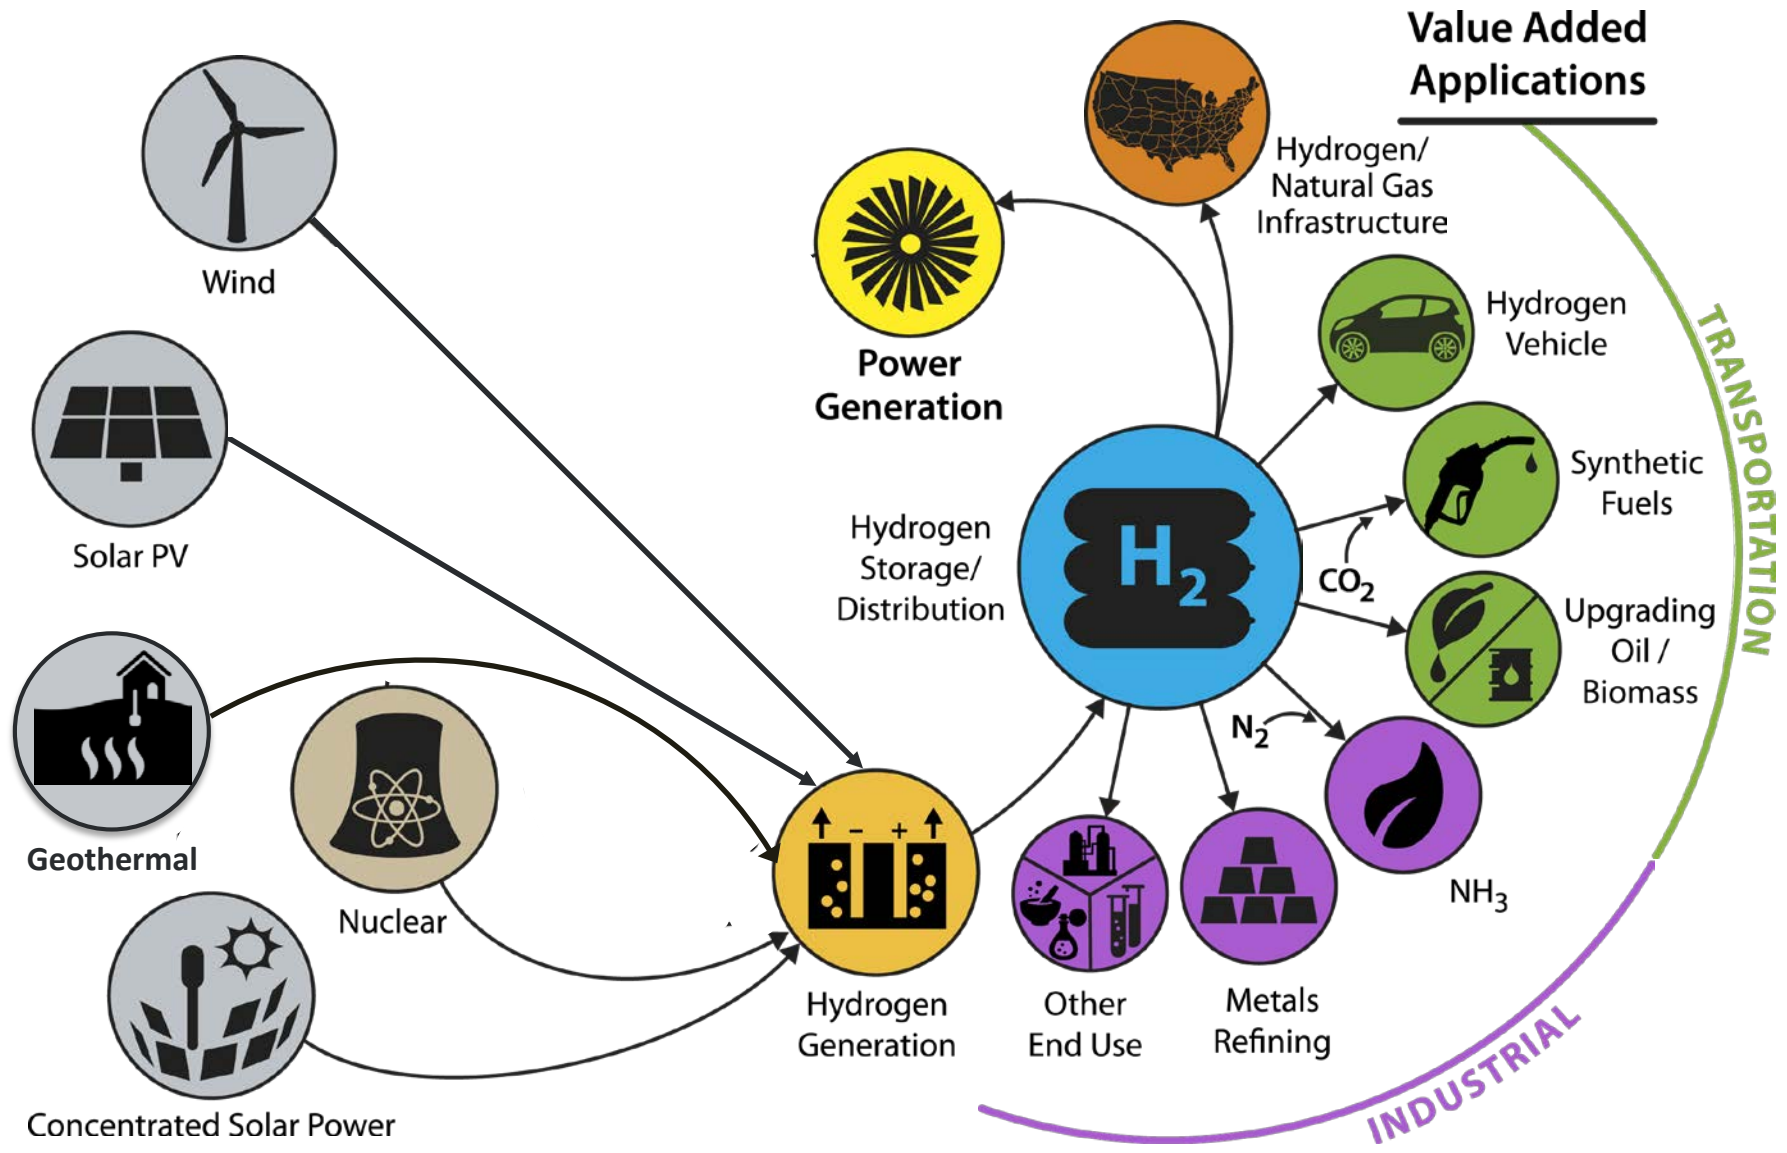 Value Added
Applications
Wind
Solar PV
Geothermal
Nuclear
Concentrated Solar Power
Hydrogen
Generation
− +
Hydrogen
Storage/
Distribution
H2
Power
Generation
Hydrogen/
Natural Gas
Infrastructure
Hydrogen
Vehicle
Synthetic
Fuels
CO2
Upgrading
Oil /
Biomass
N2
NH3
Metals
Refining
Other
End Use
TRANSPORTATION
INDUSTRIAL